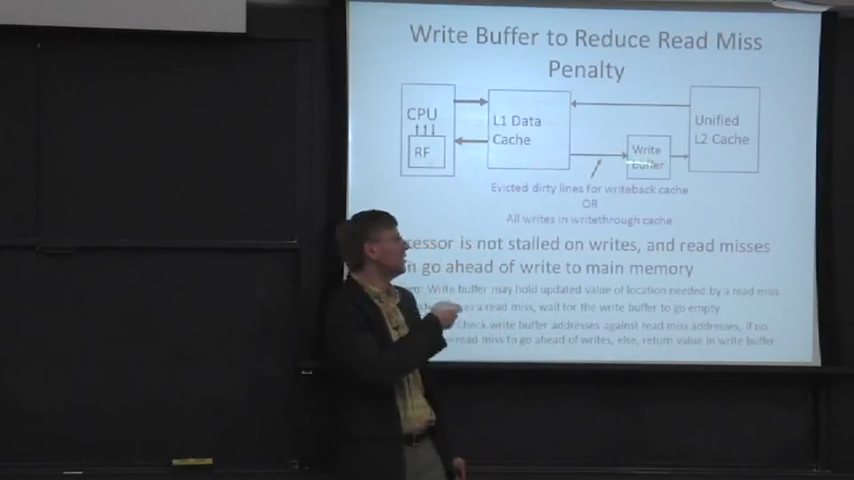 Write Buffer to Reduce Read Miss
Penalty
CPU
RF
L1 Data
Cache
Write
Buffer
Unified
L2 Cache
Evicted dirty lines for writeback cache
OR
All writes in writethrough cache
cessor is not stalled on writes, and read misses
n go ahead of write to main memory
Write buffer may hold updated value of location needed by a read miss
a read miss, wait for the write buffer to go empty
Check write buffer addresses against read miss addresses, if no
read miss to go ahead of writes, else, return value in write buffer